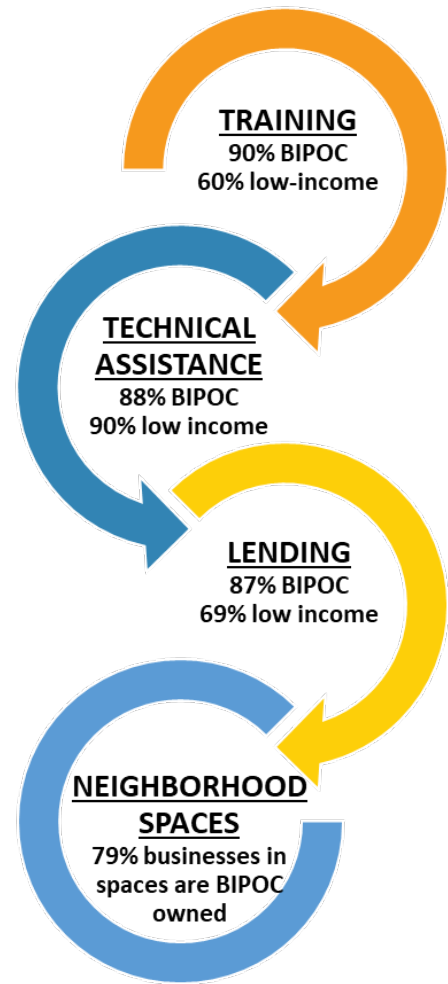 TRAINING
90% BIPOC
60% low-income
TECHNICAL
ASSISTANCE
88% BIPOC
90% low income
LENDING
87% BIPOC
69% low income
NEIGHBORHOOD
SPACES
79% businesses in
spaces are BIPOC
owned